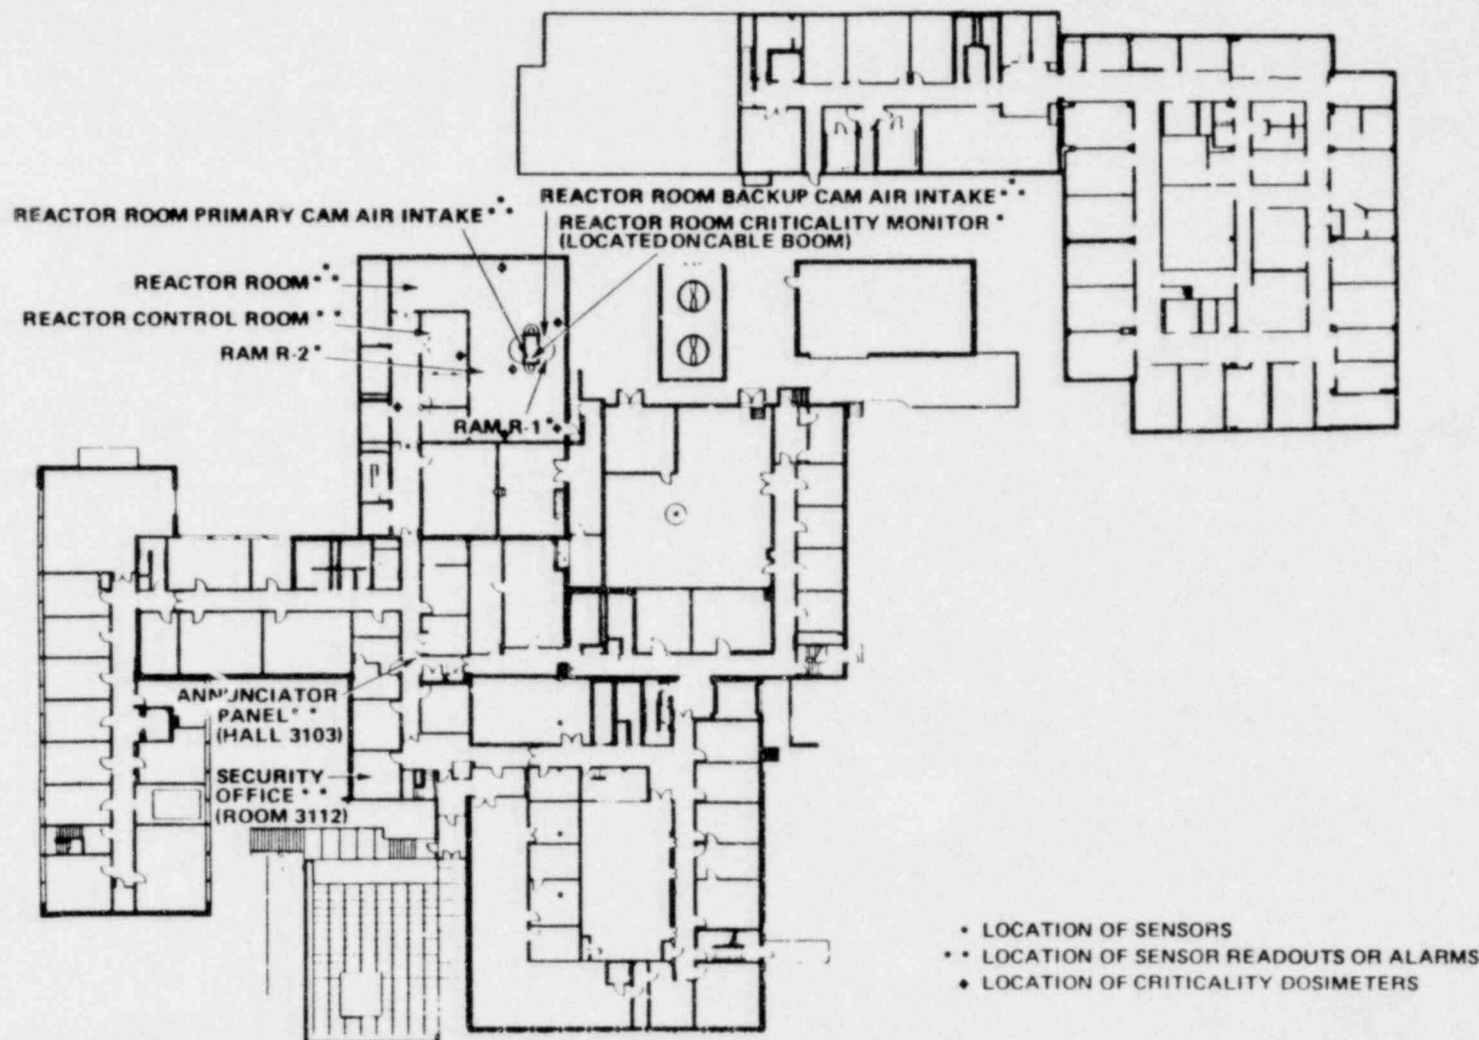 REACTOR ROOM BACKUP CAM AIR INTAKE
REACTOR ROOM PRIMARY CAM AIR INTAKE
REACTOR ROOM CRITICALITY MONITOR
(LOCATED ON CABLE BOOM)
REACTOR ROOM
REACTOR CONTROL ROOM
RAM R-2
RAM R-1
ANNUNCIATOR
PANEL
(HALL 3103)
SECURITY
OFFICE
(ROOM 3112)
• LOCATION OF SENSORS
•• LOCATION OF SENSOR READOUTS OR ALARMS
♦ LOCATION OF CRITICALITY DOSIMETERS